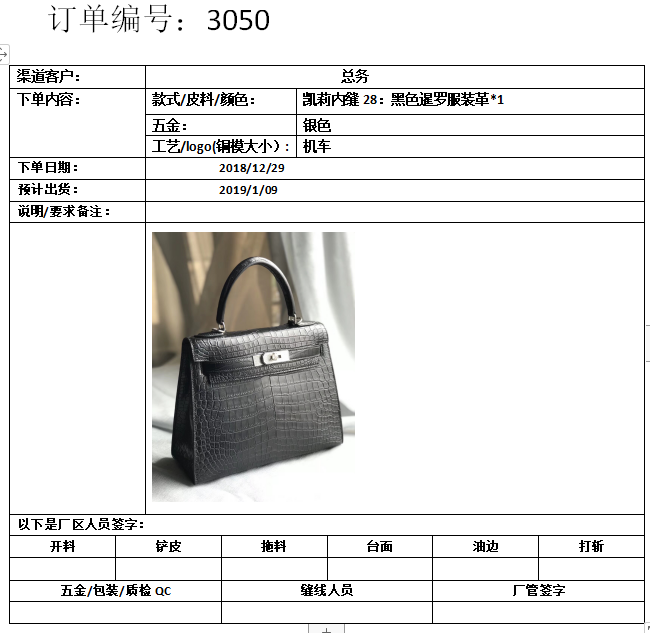 订单编号：3050
渠道客户： 总务
下单内容： 款式/皮料/颜色： 凯莉内缝 28：黑色暹罗服装革*1
五金： 银色
工艺/logo(铜模大小）: 机车
下单日期： 2018/12/29
预计出货： 2019/1/09
说明/要求备注：
以下是厂区人员签字：
开料 铲皮 拖料 台面 油边 打斩
五金/包装/质检 QC 缝线人员 厂管签字